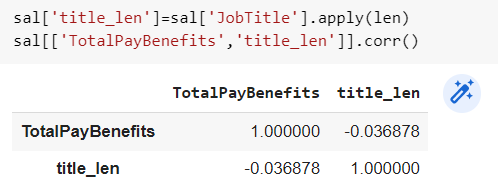 sal['title_len']=sal['JobTitle'].apply(len)
sal[['TotalPayBenefits','title_len']].corr()
TotalPayBenefits title_len
TotalPayBenefits 1.000000 -0.036878
title_len -0.036878 1.000000